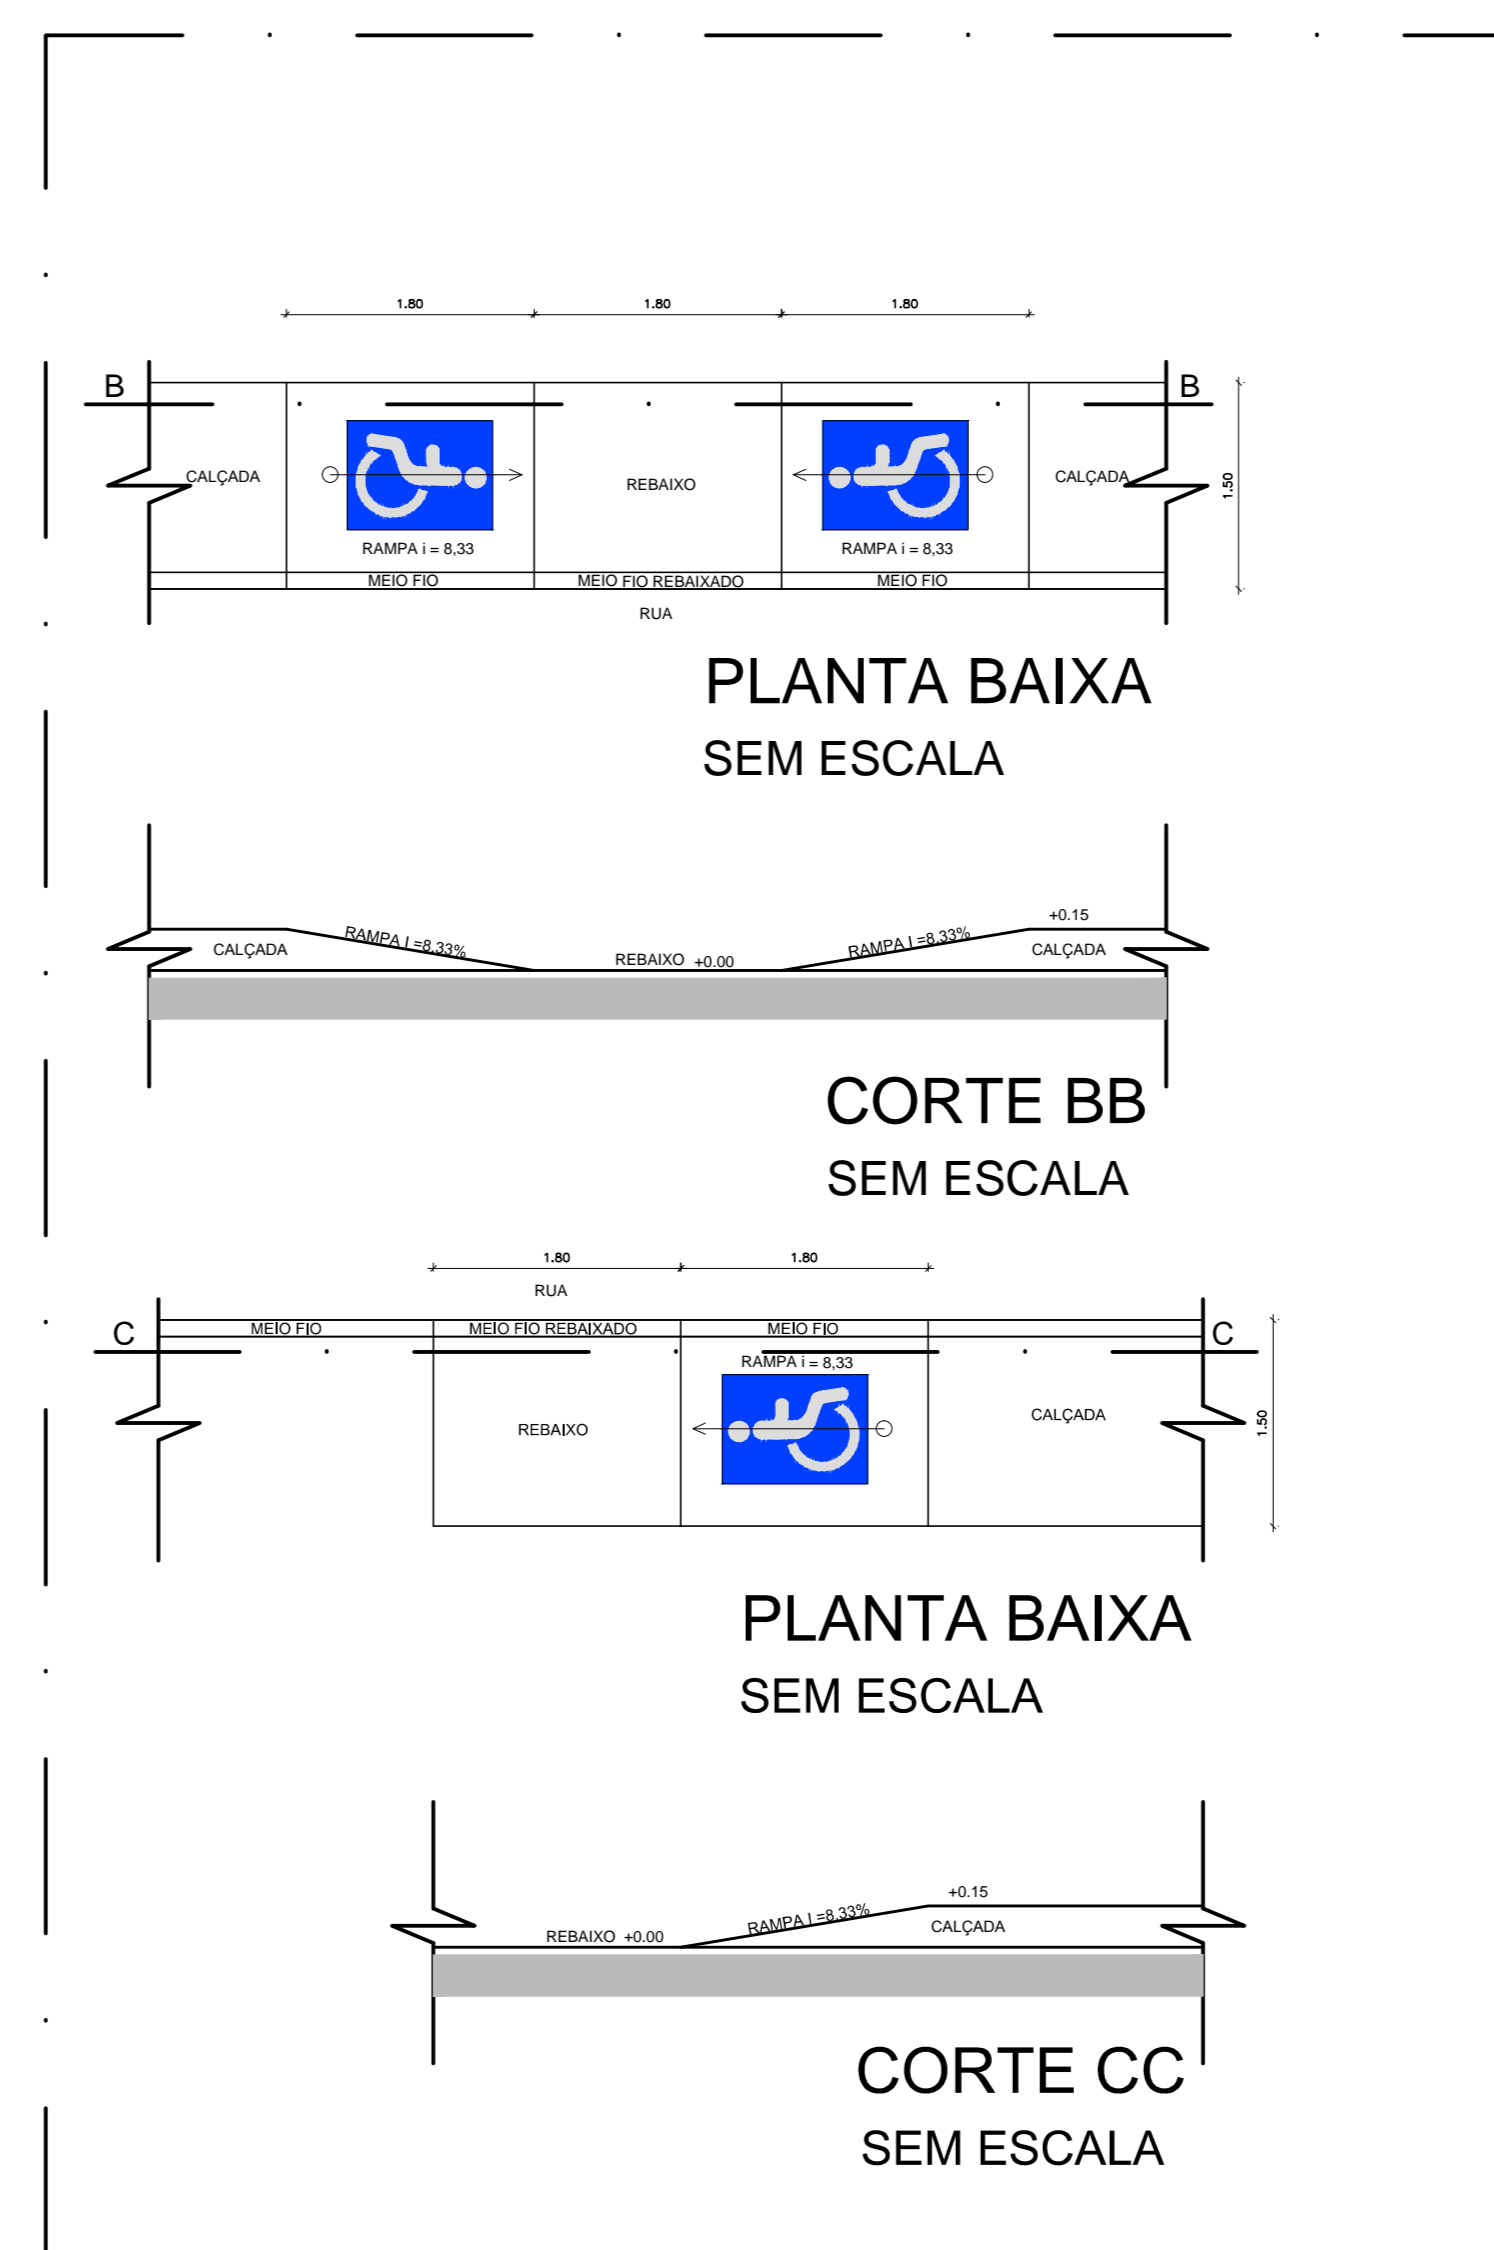 1.80 1.80 1.80
B B
CALÇADA REBAIXO CALÇADA
1.50
RAMPA i = 8,33 RAMPA i = 8,33
MEIO FIO MEIO FIO REBAIXADO MEIO FIO
RUA
PLANTA BAIXA
SEM ESCALA
+0.15
RAMPA I =8.33% RAMPA I =8.33%
CALÇADA REBAIXO +0.00 CALÇADA
CORTE BB
SEM ESCALA
1.80 1.80
RUA
C MEIO FIO MEIO FIO REBAIXADO MEIO FIO C
RAMPA i = 8,33
REBAIXO CALÇADA
1.50
PLANTA BAIXA
SEM ESCALA
+0.15
RAMPA I =8.33%
REBAIXO +0.00 CALÇADA
CORTE CC
SEM ESCALA